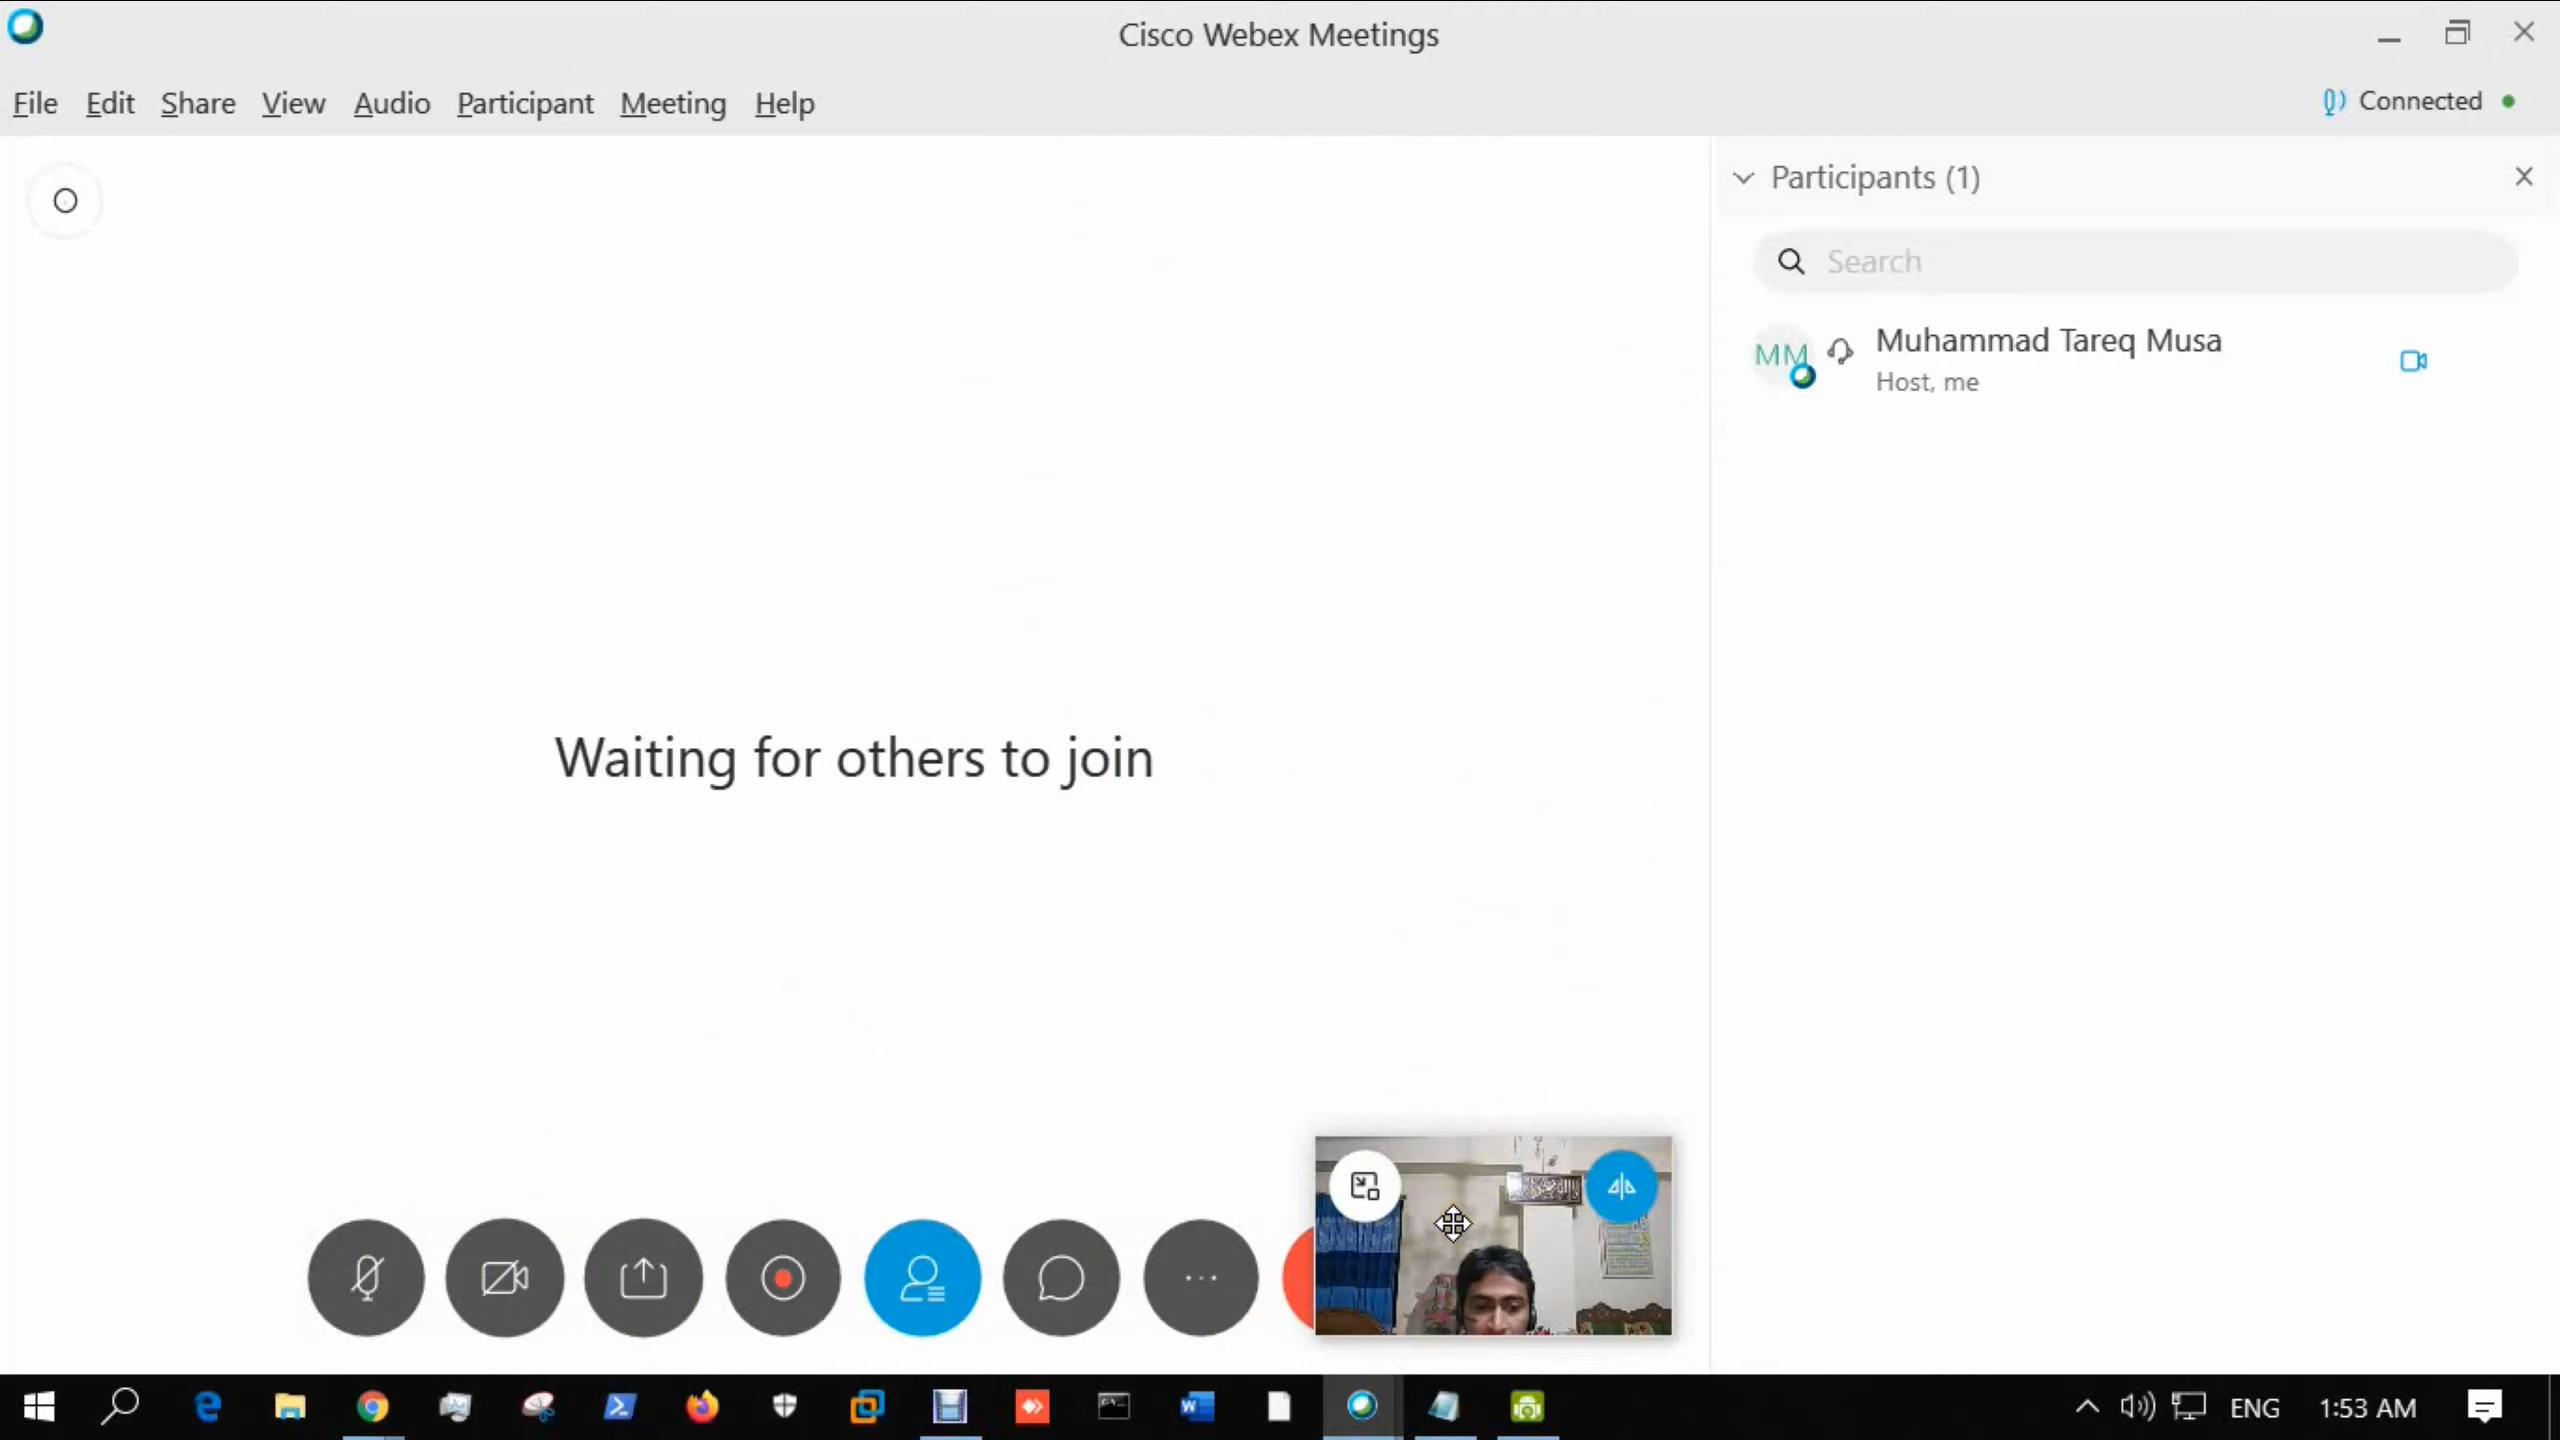 Cisco Webex Meetings
File Edit Share View Audio Participant Meeting Help
Connected
Participants (1)
Search
MM
Muhammad Tareq Musa
Host, me
Waiting for others to join
ENG
1:53 AM